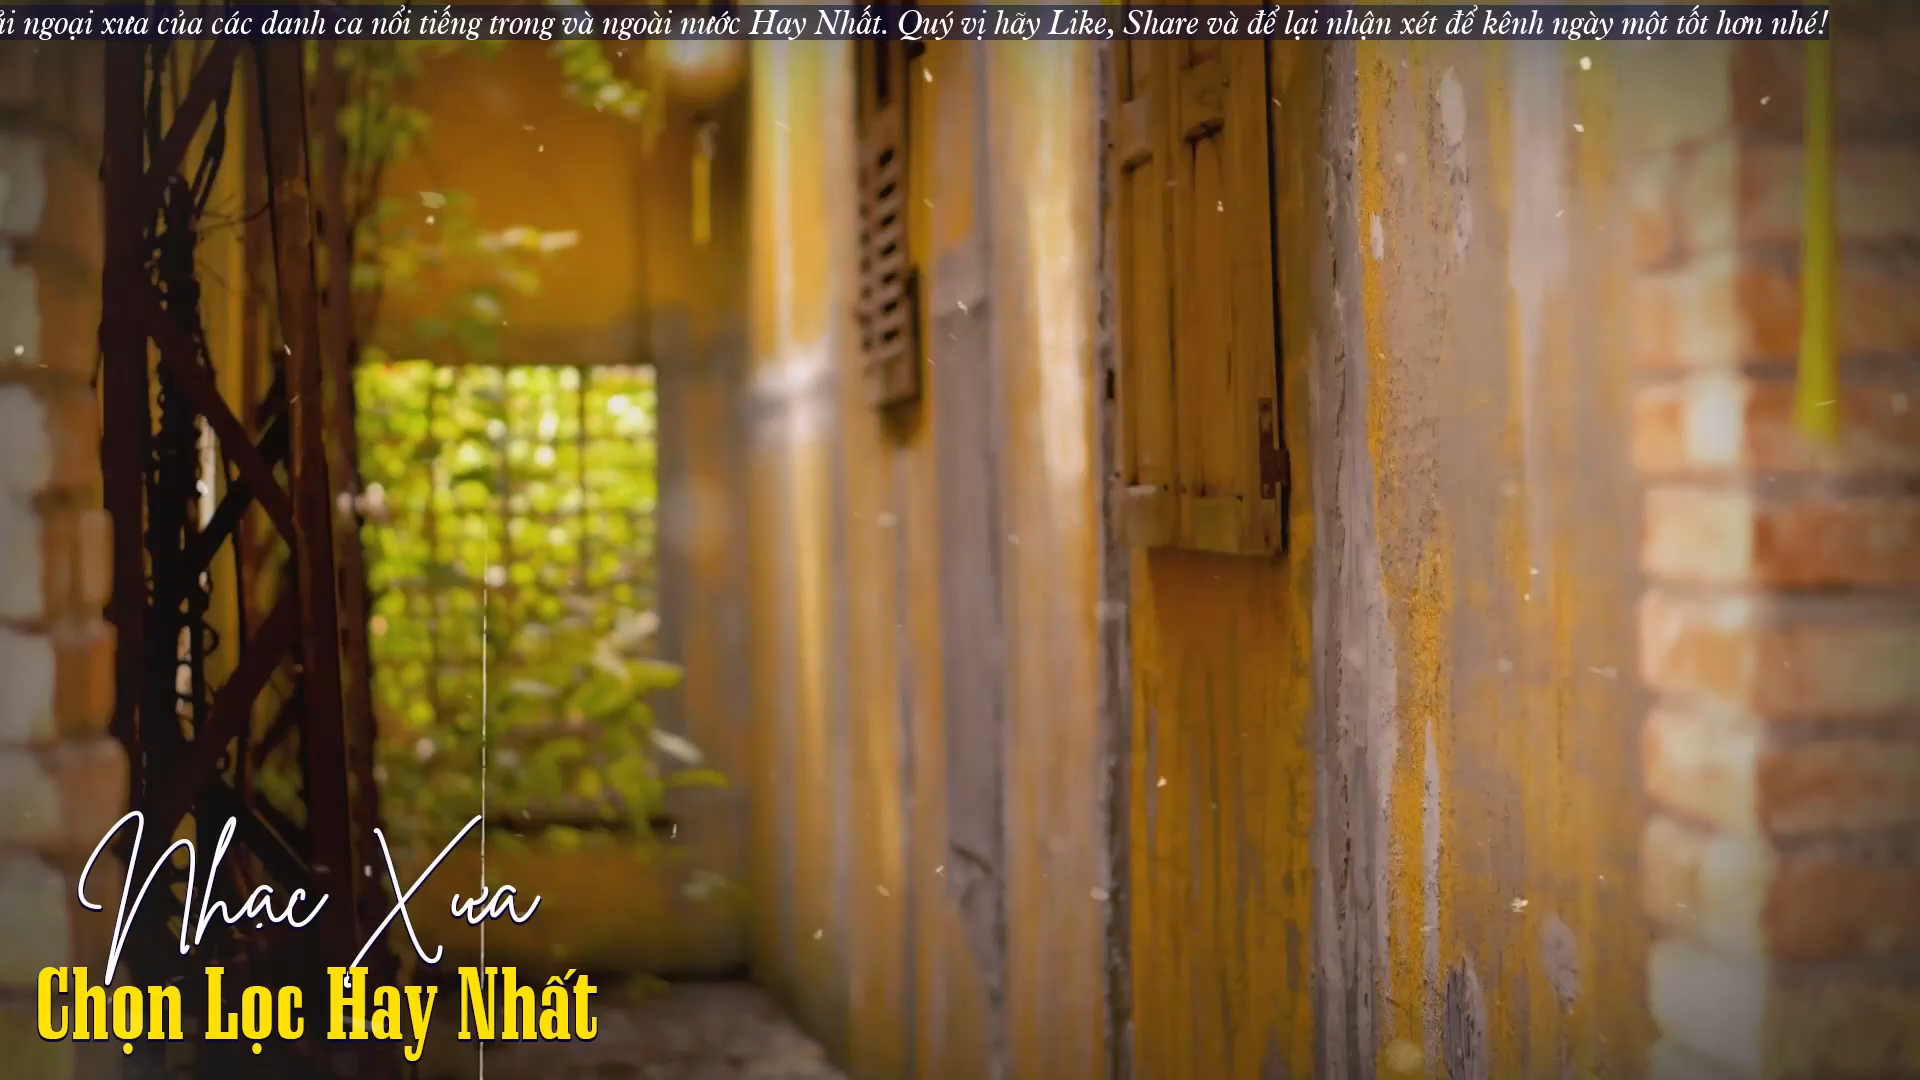 ngoại xưa của các danh ca nổi tiếng trong và ngoài nước Hay Nhất. Quý vị hãy Like, Share và để lại nhận xét để kênh ngày một tốt hơn nhé!
Nhạc Xưa
Chọn Lọc Hay Nhất